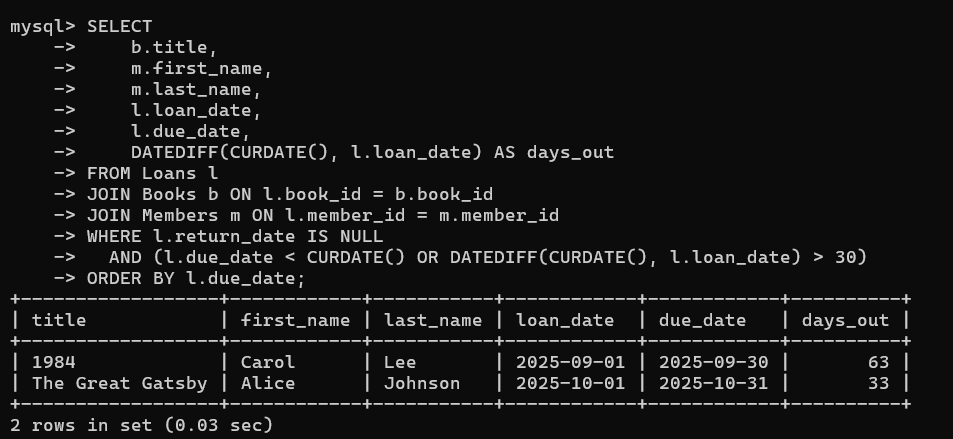 mysql> SELECT
    ->     b.title,
    ->     m.first_name,
    ->     m.last_name,
    ->     l.loan_date,
    ->     l.due_date,
    ->     DATEDIFF(CURDATE(), l.loan_date) AS days_out
    -> FROM Loans l
    -> JOIN Books b ON l.book_id = b.book_id
    -> JOIN Members m ON l.member_id = m.member_id
    -> WHERE l.return_date IS NULL
    ->   AND (l.due_date < CURDATE() OR DATEDIFF(CURDATE(), l.loan_date) > 30)
    -> ORDER BY l.due_date;
+------------------+------------+-----------+------------+------------+----------+
| title            | first_name | last_name | loan_date  | due_date   | days_out |
+------------------+------------+-----------+------------+------------+----------+
| 1984             | Carol      | Lee       | 2025-09-01 | 2025-09-30 |       63 |
| The Great Gatsby | Alice      | Johnson   | 2025-10-01 | 2025-10-31 |       33 |
+------------------+------------+-----------+------------+------------+----------+
2 rows in set (0.03 sec)